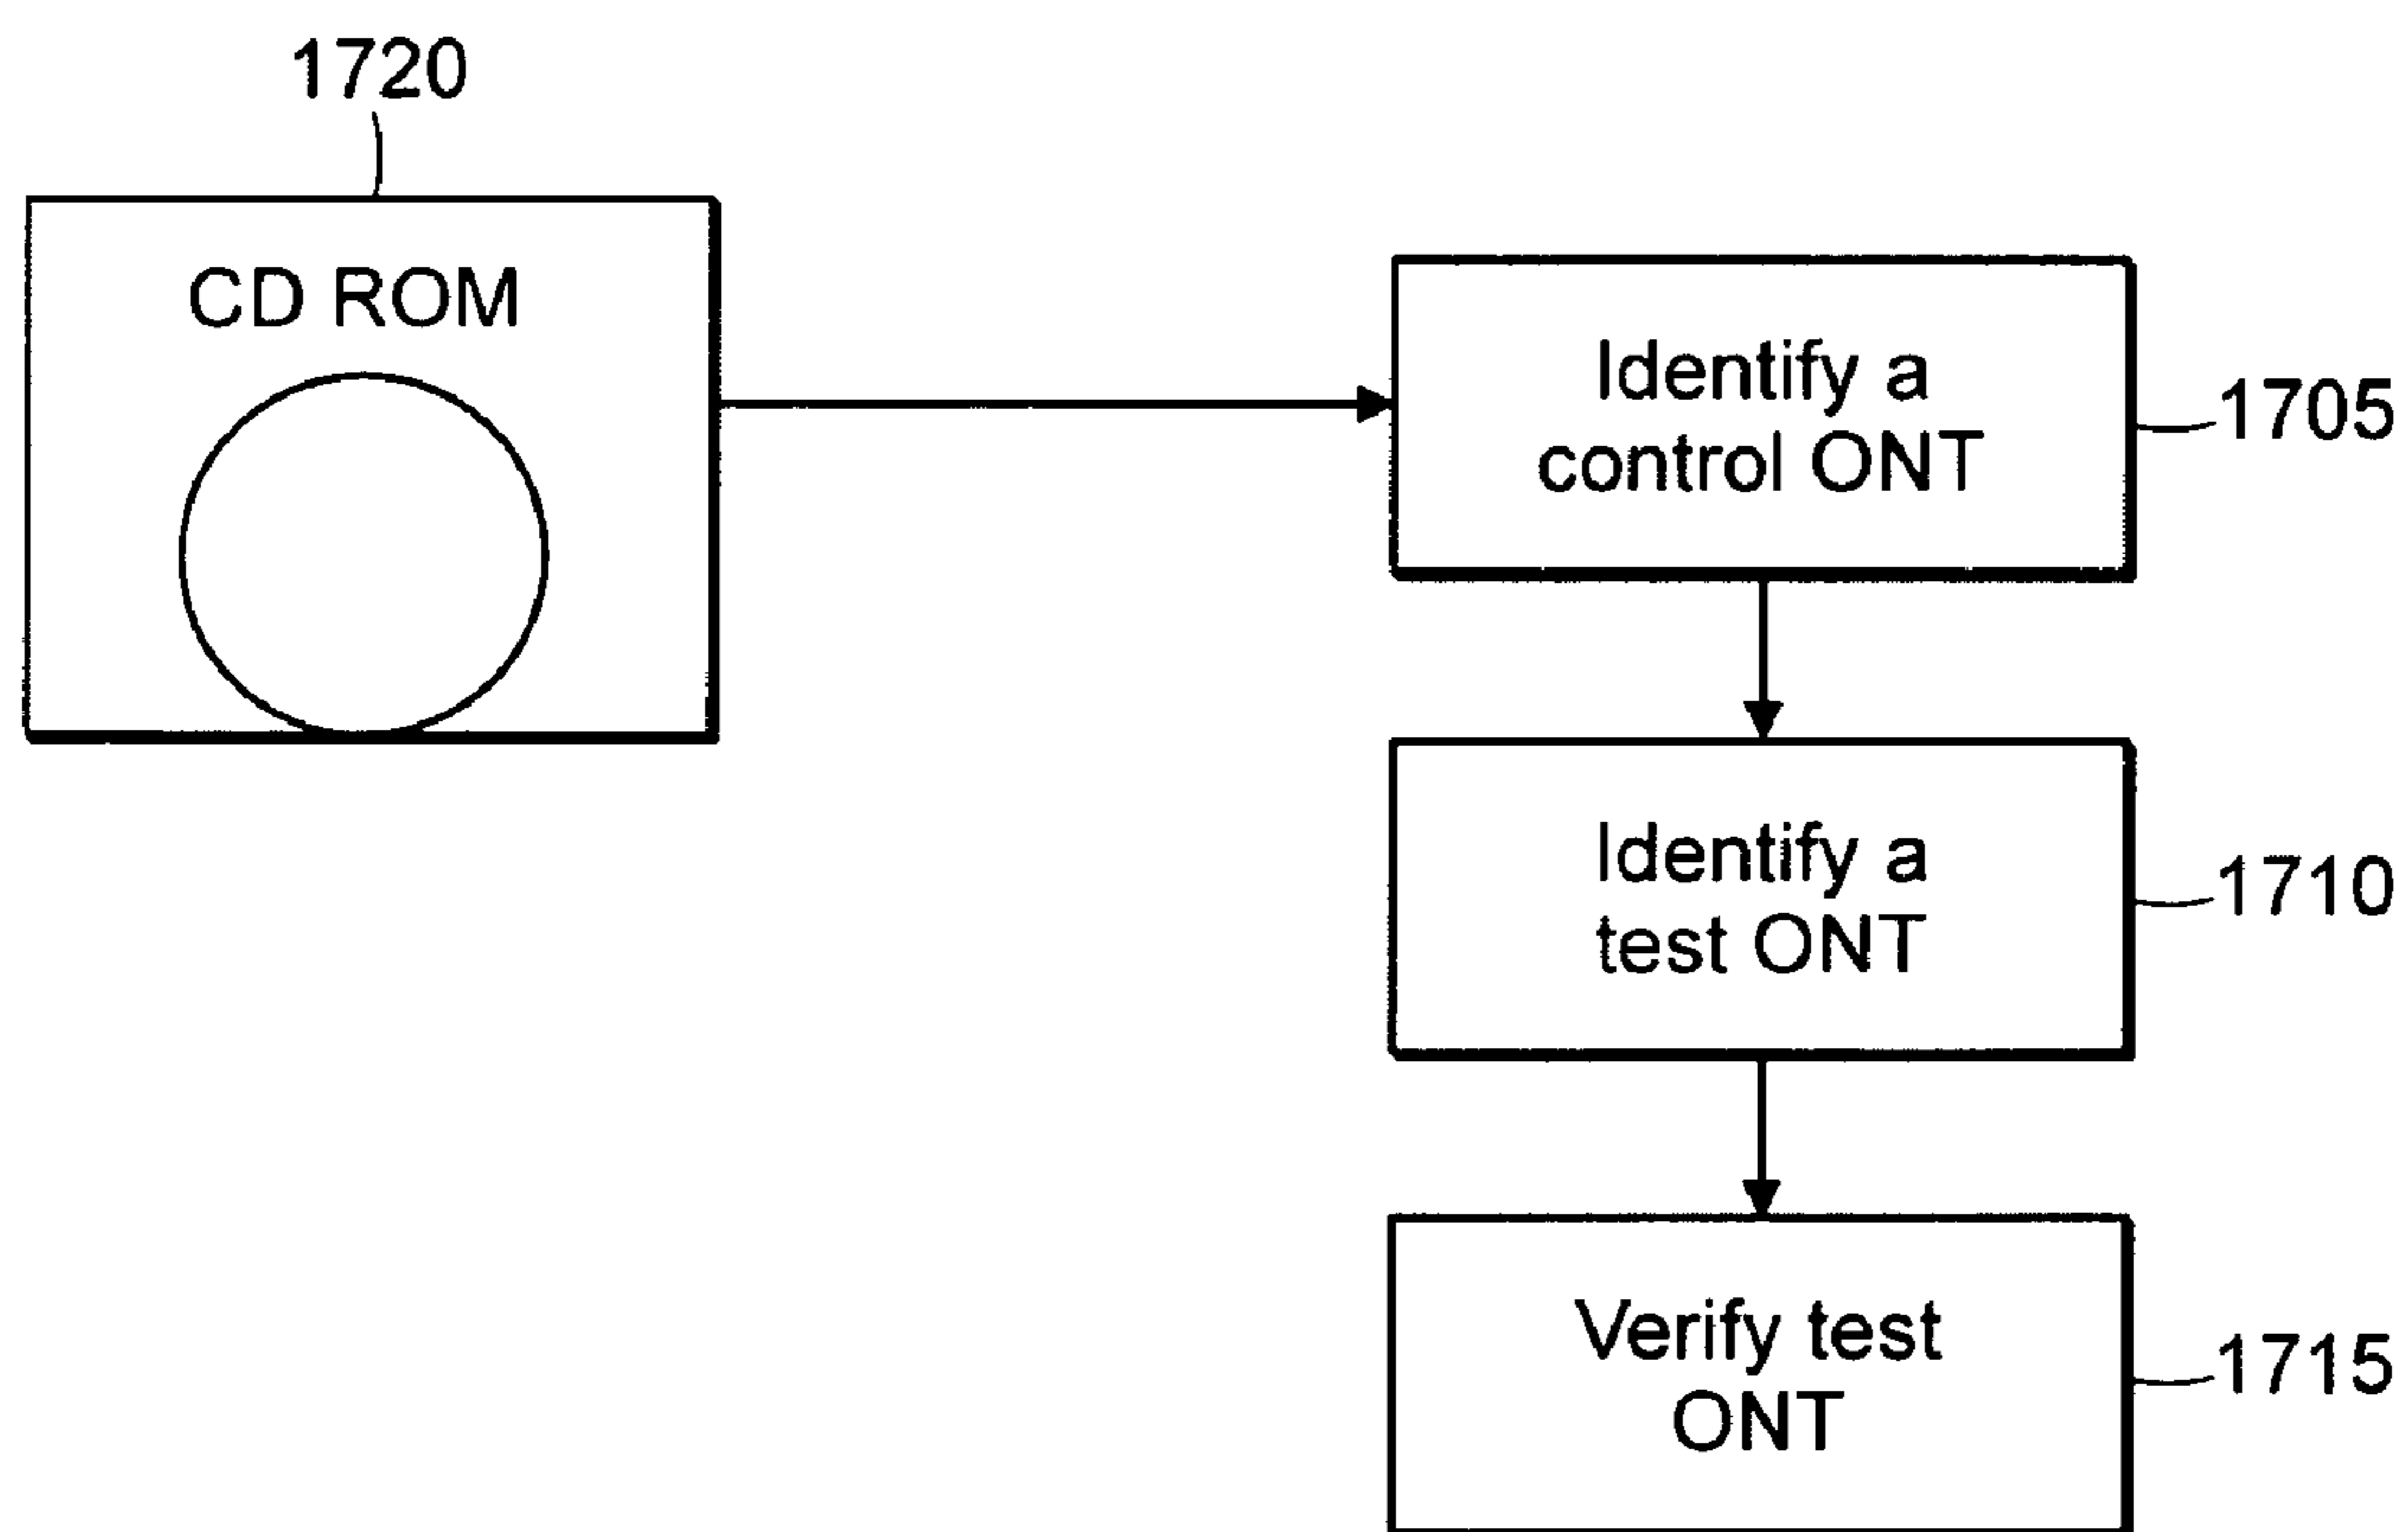 1720
CD ROM
Identify a
control ONT
1705
Identify a
test ONT
1710
Verify test
ONT
1715